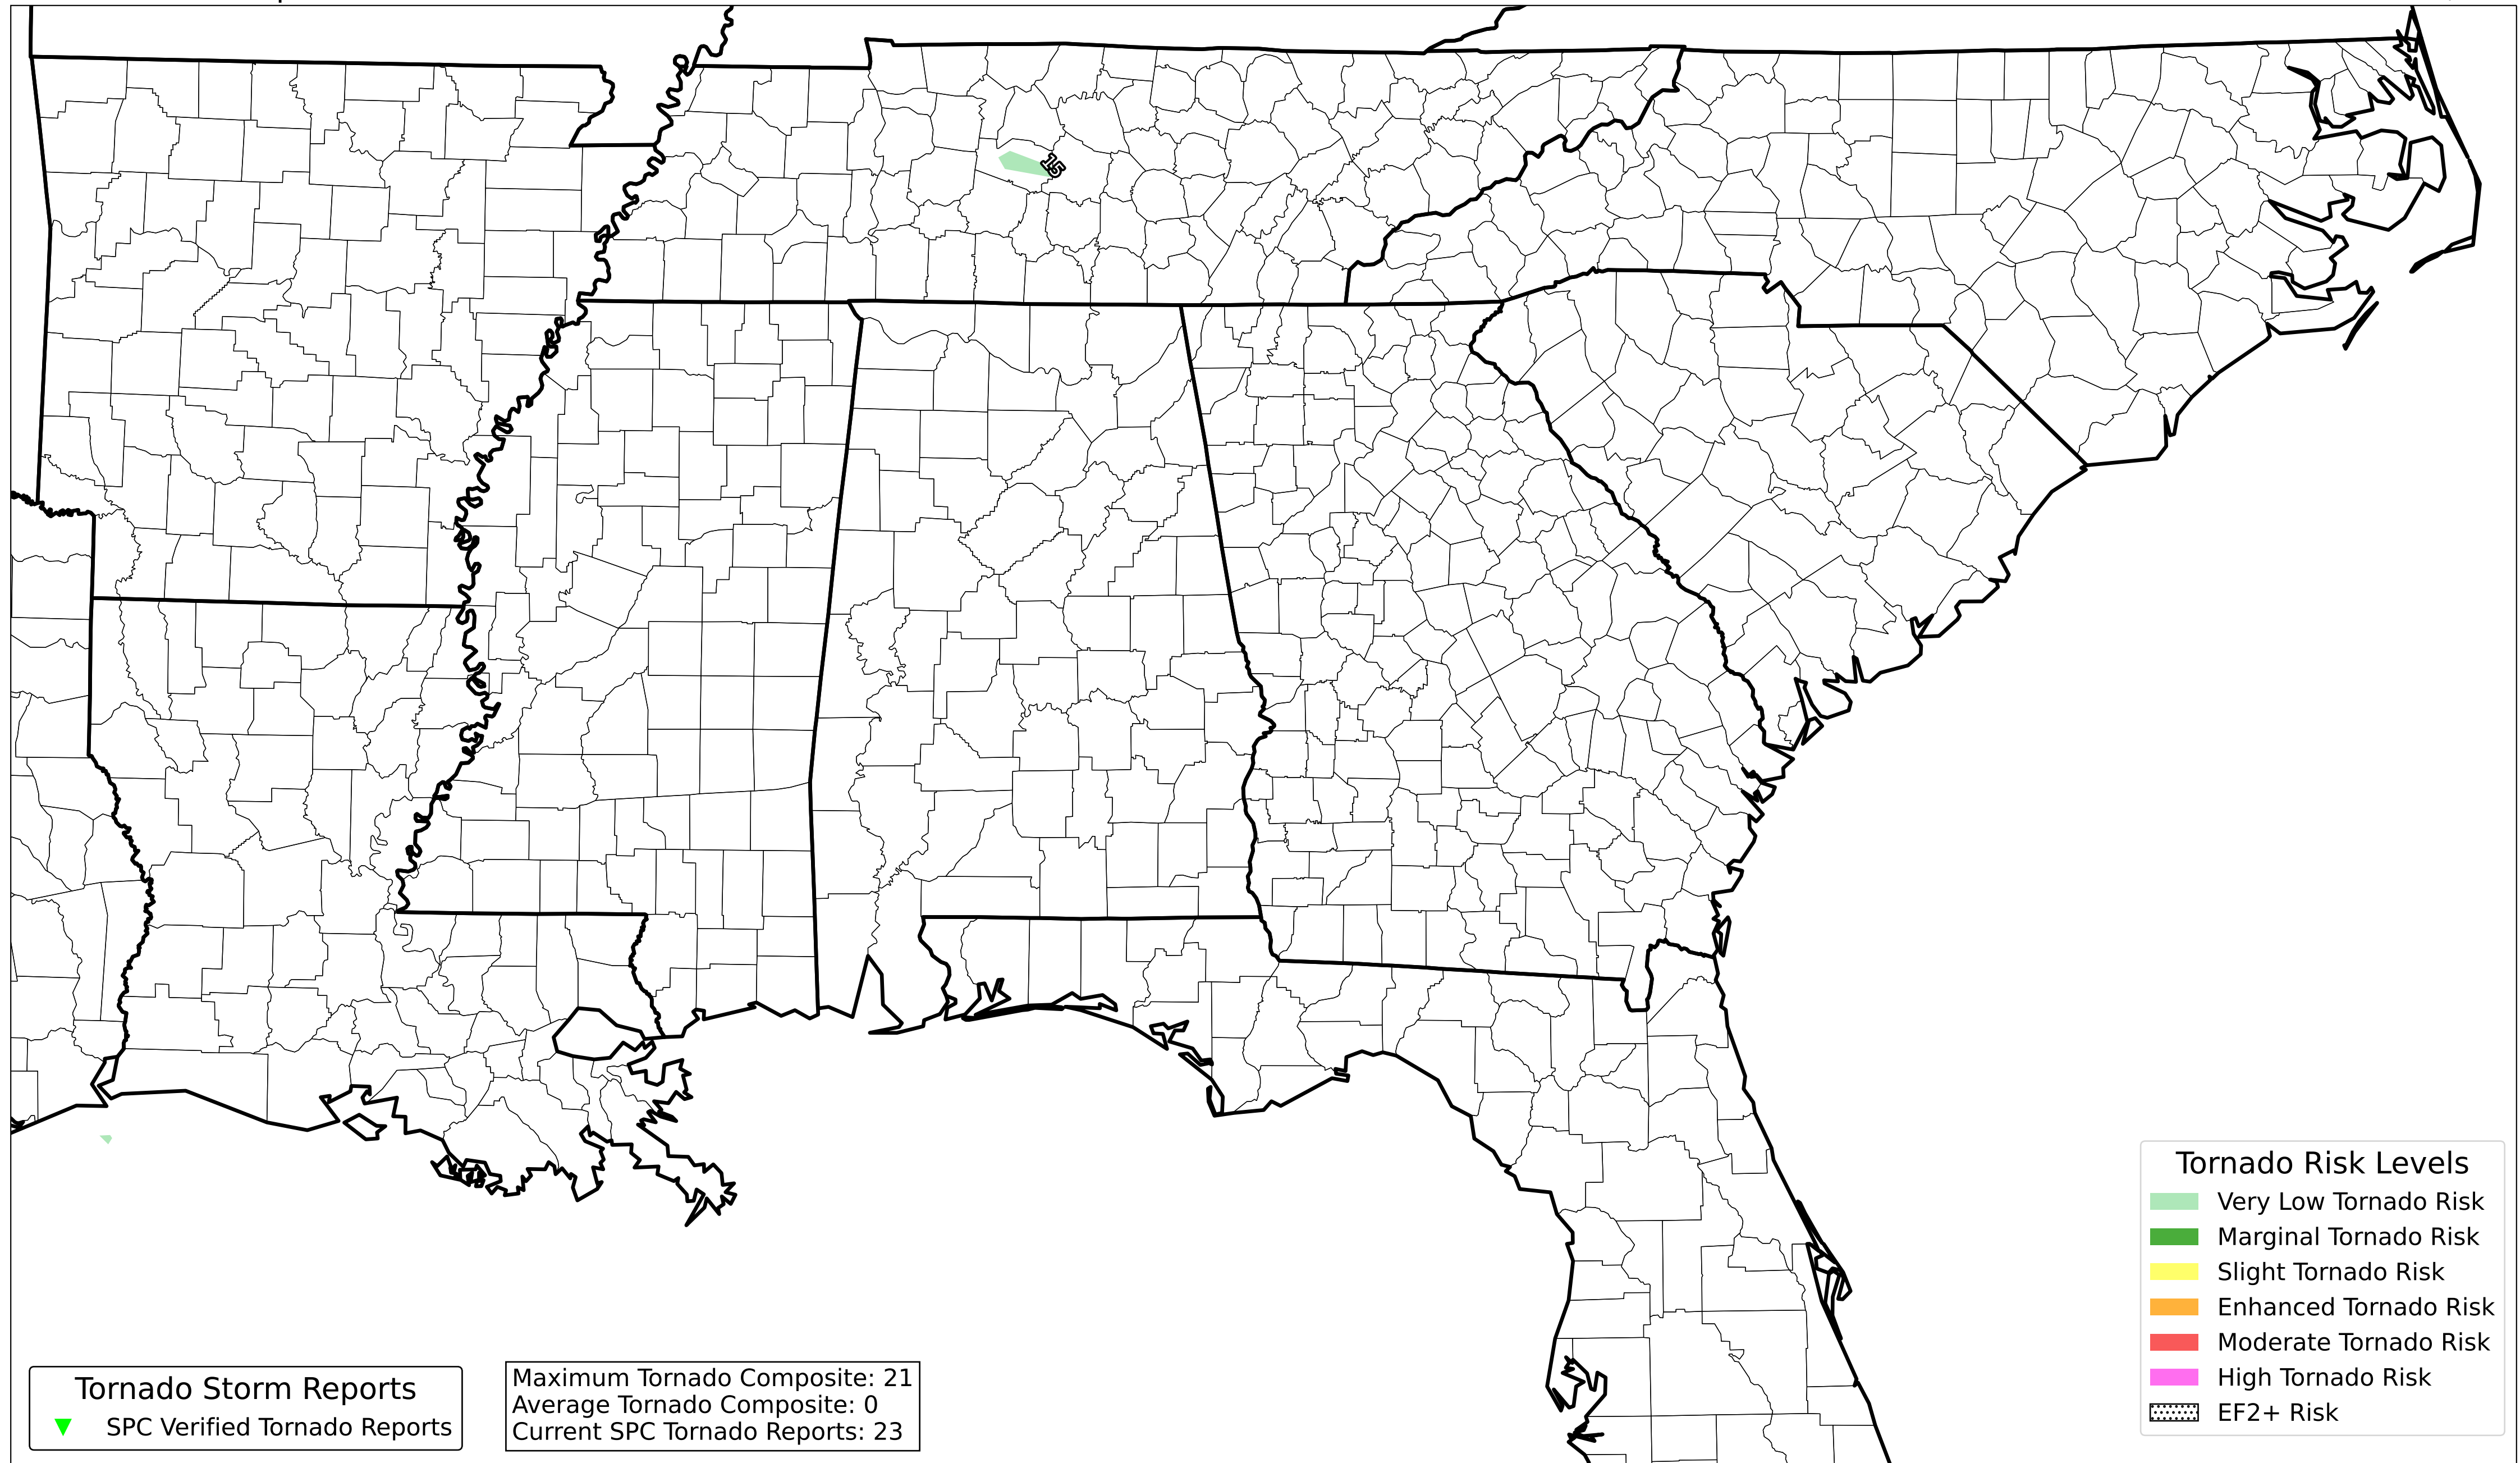 15
Tornado Risk Levels
Very Low Tornado Risk
Marginal Tornado Risk
Slight Tornado Risk
Enhanced Tornado Risk
Moderate Tornado Risk
High Tornado Risk
EF2+ Risk
Tornado Storm Reports
SPC Verified Tornado Reports
Maximum Tornado Composite: 21
Average Tornado Composite: 0
Current SPC Tornado Reports: 23